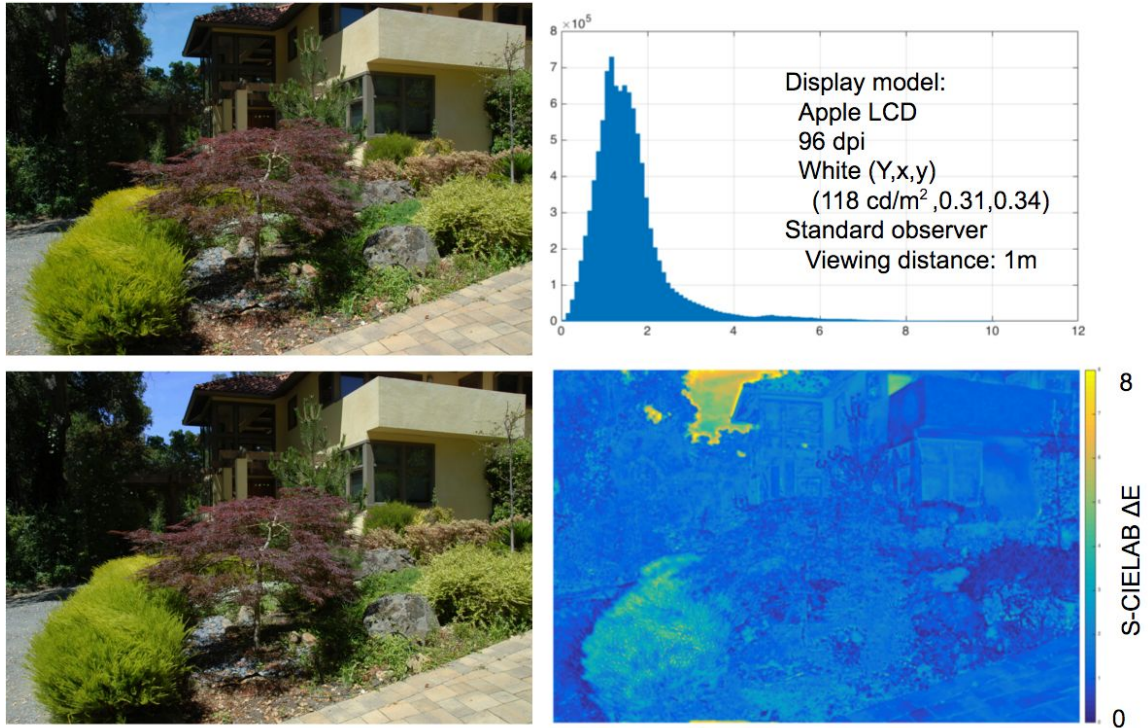 ×10⁵
8
7
6
5
4
3
2
1
0
0 2 4 6 8 10 12
Display model:
Apple LCD
96 dpi
White (Y,x,y)
(118 cd/m² ,0.31,0.34)
Standard observer
Viewing distance: 1m
8
0
S-CIELAB ΔE